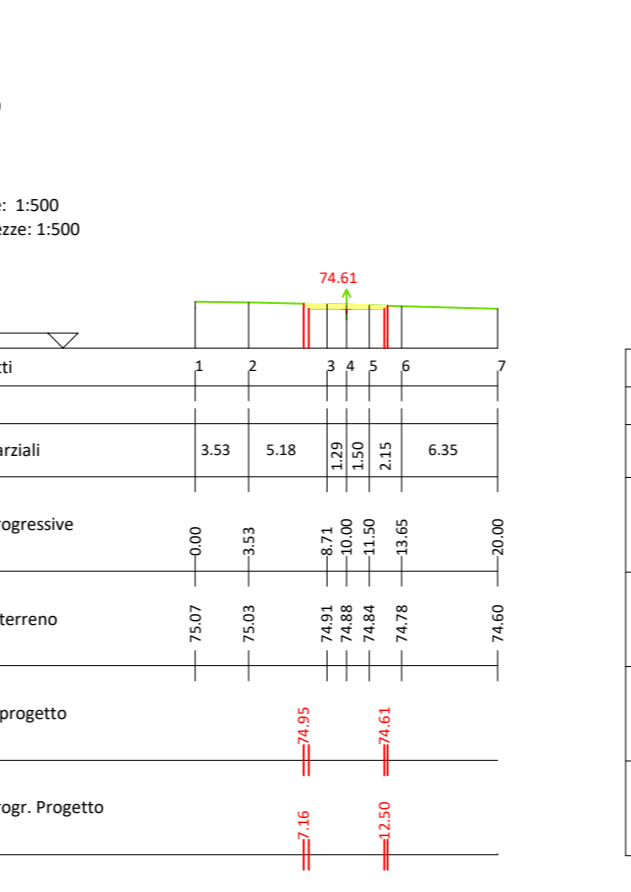 : 1:500
ezze: 1:500
74.61
1 2 3 4 5 6 7
arziali 3.53 5.18 1.29 1.50 2.15 6.35
rogressive 0.00 3.53 8.71 10.00 11.50 13.65 20.00
terreno 75.07 75.03 74.91 74.88 74.84 74.78 74.60
progetto 74.95 74.61
ogr. Progetto 7.16 12.50